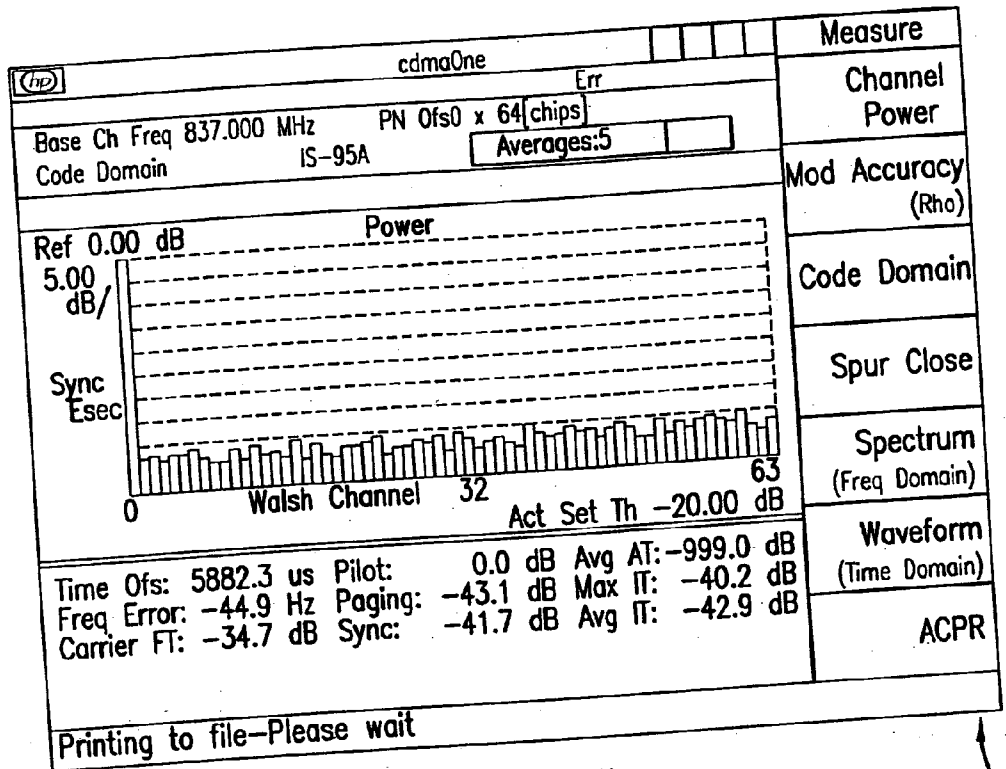 hp
cdmaOne
Err
Base Ch Freq 837.000 MHz PN Ofs0 x 64[chips]
Code Domain IS-95A Averages:5
Ref 0.00 dB Power
5.00
dB/
Sync
Esec
0 Walsh Channel 32 63
Act Set Th -20.00 dB
Time Ofs: 5882.3 us Pilot: 0.0 dB Avg AT:-999.0 dB
Freq Error: -44.9 Hz Paging: -43.1 dB Max IT: -40.2 dB
Carrier FT: -34.7 dB Sync: -41.7 dB Avg IT: -42.9 dB
Printing to file-Please wait
Measure
Channel
Power
Mod Accuracy
(Rho)
Code Domain
Spur Close
Spectrum
(Freq Domain)
Waveform
(Time Domain)
ACPR